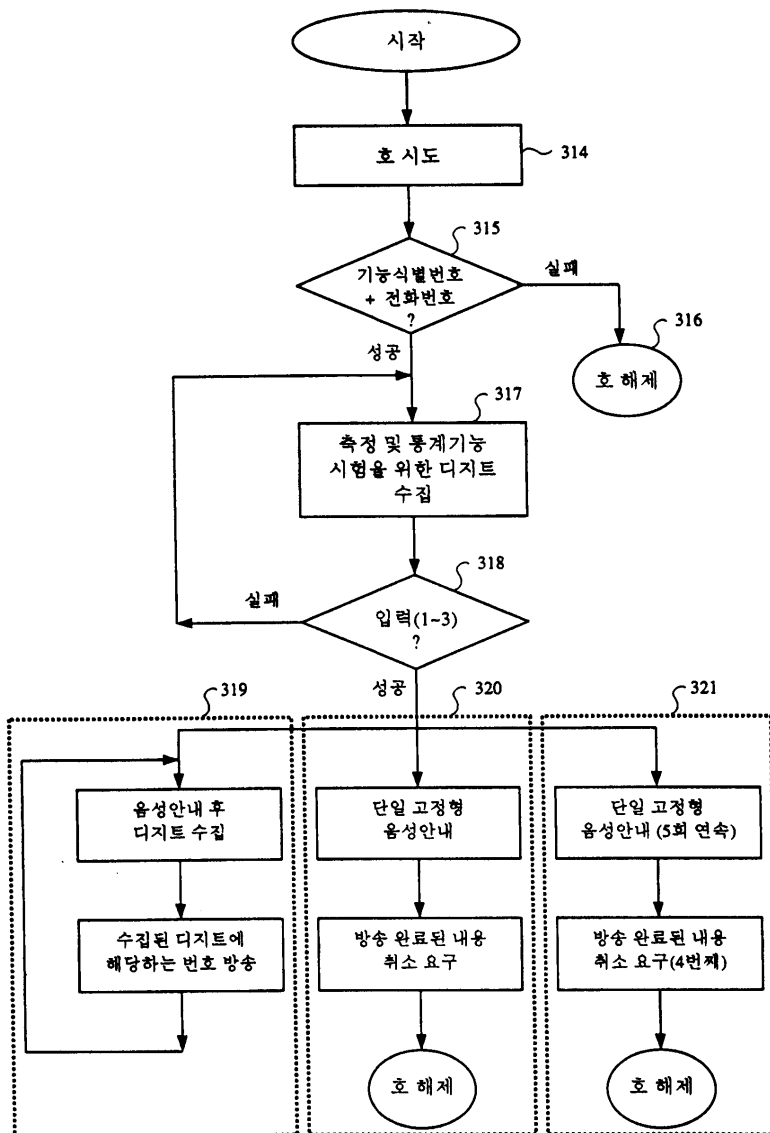 시작
호 시도
314
315
기능식별번호
+ 전화번호
?
실패
316
호 해제
성공
317
측정 및 통계기능
시험을 위한 디지트
수집
318
입력(1~3)
?
실패
성공
319
320
321
음성안내 후
디지트 수집
단일 고정형
음성안내
단일 고정형
음성안내 (5회 연속)
수집된 디지트에
해당하는 번호 방송
방송 완료된 내용
취소 요구
방송 완료된 내용
취소 요구(4번째)
호 해제
호 해제